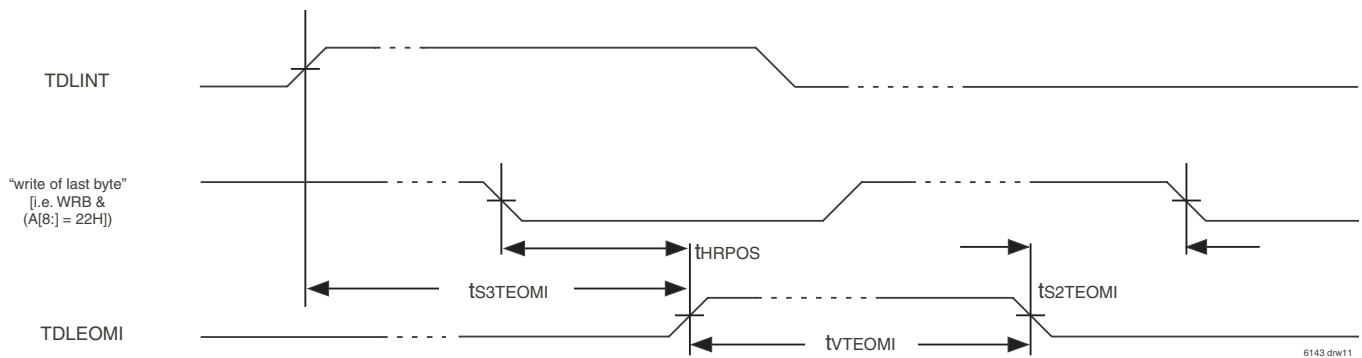 TDLINT
“write of last byte”
[i.e. WRB &
(A[8:] = 22H])
tHRPOS
tS3TEOMI
tS2TEOMI
TDLEOMI
tVTEOMI
6143 drw11